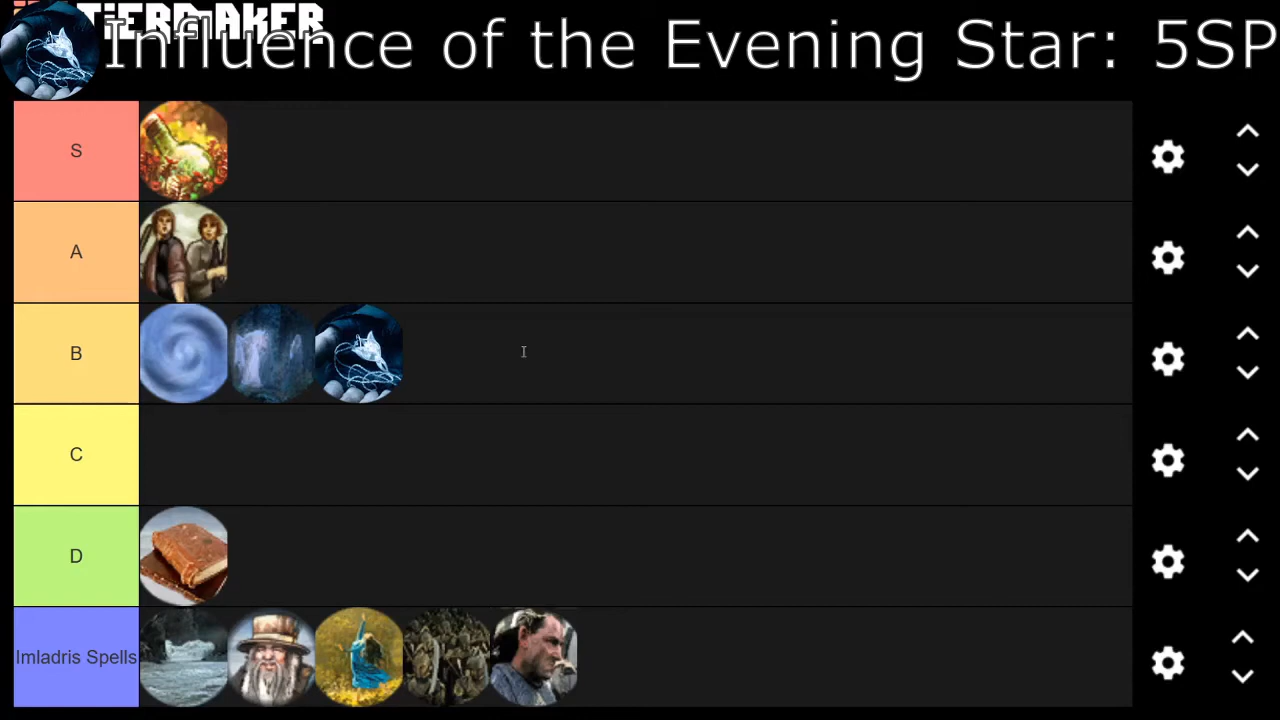 TiERMAKER
Influence of the Evening Star: 5SP
S
A
B
C
D
Imladris Spells